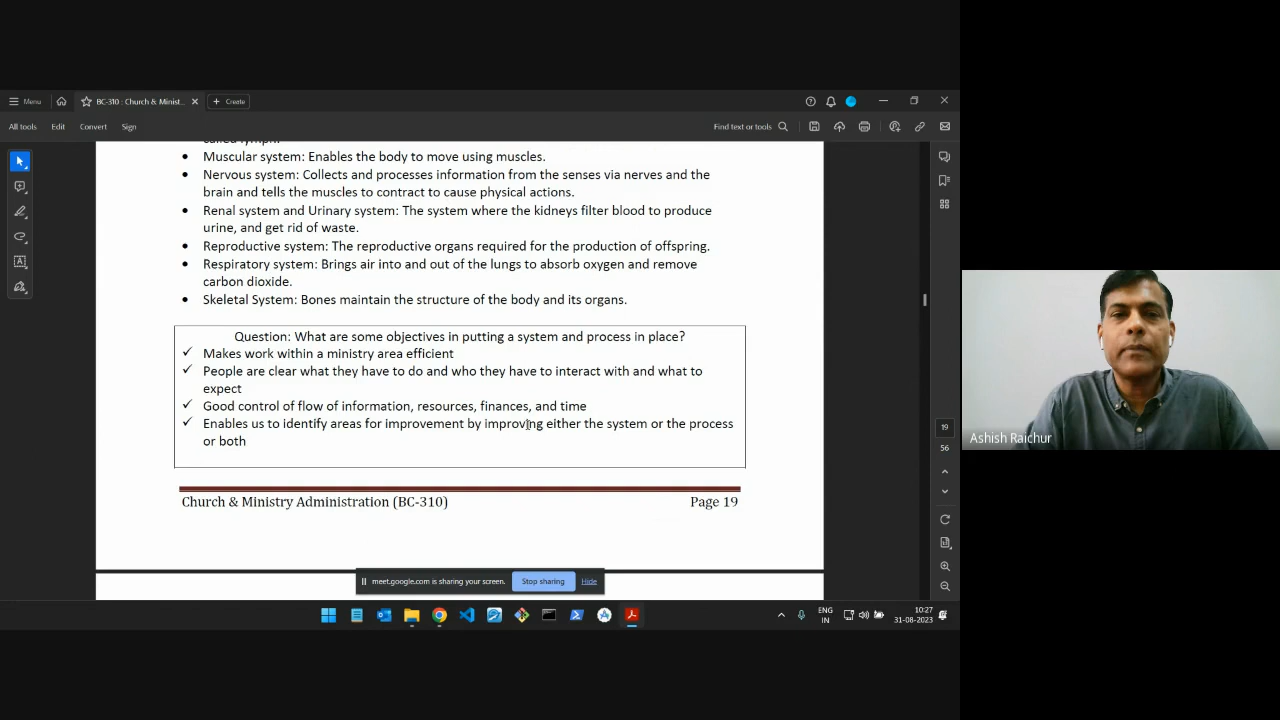 Menu
BC-310 : Church & Minist...
Create
All tools
Edit
Convert
Sign
Find text or tools
called lymph.
• Muscular system: Enables the body to move using muscles.
• Nervous system: Collects and processes information from the senses via nerves and the
brain and tells the muscles to contract to cause physical actions.
• Renal system and Urinary system: The system where the kidneys filter blood to produce
urine, and get rid of waste.
• Reproductive system: The reproductive organs required for the production of offspring.
• Respiratory system: Brings air into and out of the lungs to absorb oxygen and remove
carbon dioxide.
• Skeletal System: Bones maintain the structure of the body and its organs.
Question: What are some objectives in putting a system and process in place?
✓ Makes work within a ministry area efficient
✓ People are clear what they have to do and who they have to interact with and what to
expect
✓ Good control of flow of information, resources, finances, and time
✓ Enables us to identify areas for improvement by improving either the system or the process
or both
Church & Ministry Administration (BC-310) Page 19
19
56
meet.google.com is sharing your screen.
Stop sharing
Hide
ENG
IN
10:27
31-08-2023
Ashish Raichur